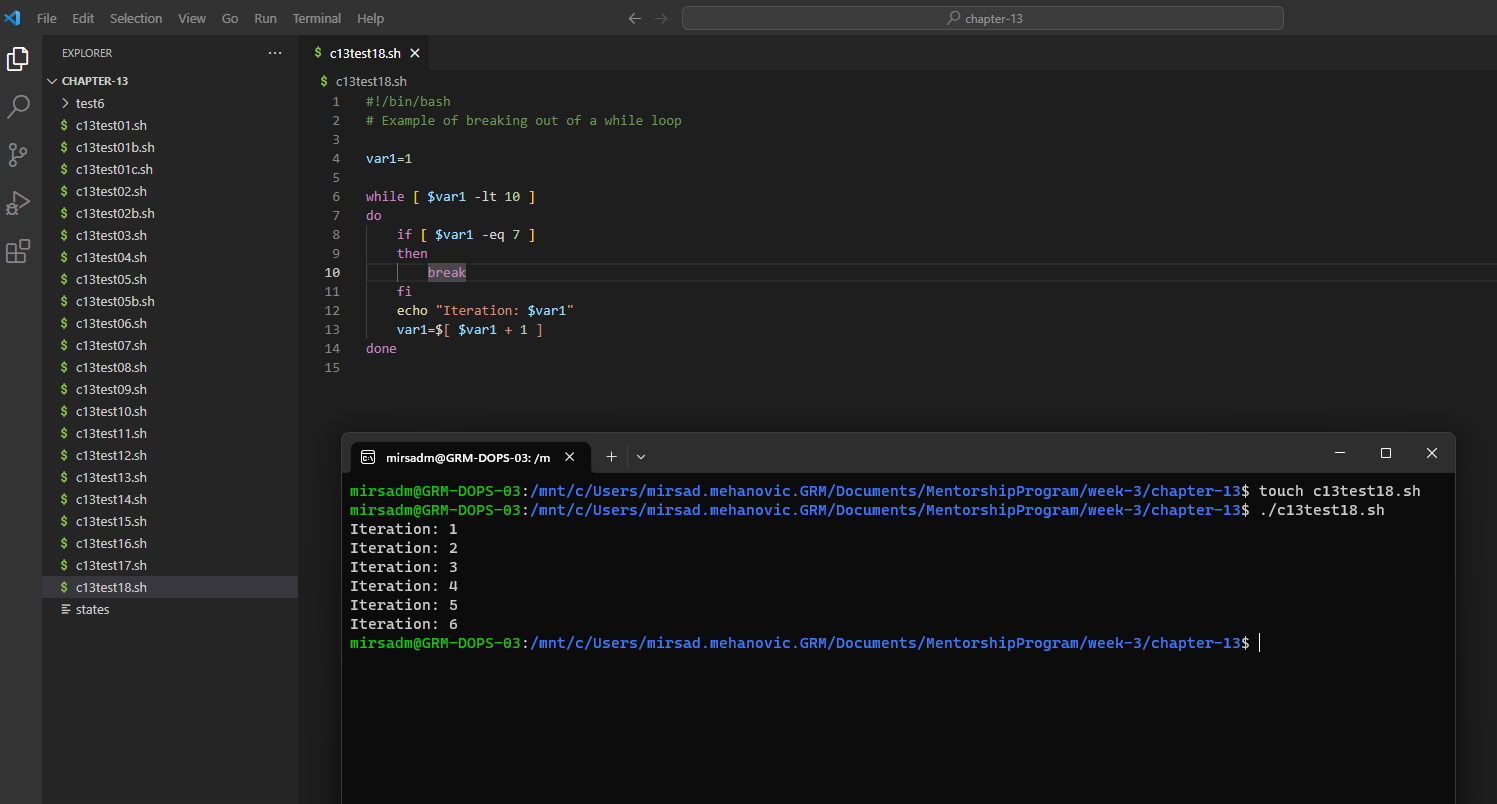 File Edit Selection View Go Run Terminal Help
chapter-13
EXPLORER
CHAPTER-13
test6
$ c13test01.sh
$ c13test01b.sh
$ c13test01c.sh
$ c13test02.sh
$ c13test02b.sh
$ c13test03.sh
$ c13test04.sh
$ c13test05.sh
$ c13test05b.sh
$ c13test06.sh
$ c13test07.sh
$ c13test08.sh
$ c13test09.sh
$ c13test10.sh
$ c13test11.sh
$ c13test12.sh
$ c13test13.sh
$ c13test14.sh
$ c13test15.sh
$ c13test16.sh
$ c13test17.sh
$ c13test18.sh
states
$ c13test18.sh
$ c13test18.sh
1 #!/bin/bash
2 # Example of breaking out of a while loop
3
4 var1=1
5
6 while [ $var1 -lt 10 ]
7 do
8 if [ $var1 -eq 7 ]
9 then
10 break
11 fi
12 echo "Iteration: $var1"
13 var1=$[ $var1 + 1 ]
14 done
15
mirsadm@GRM-DOPS-03: /m
mirsadm@GRM-DOPS-03:/mnt/c/Users/mirsad.mehanovic.GRM/Documents/MentorshipProgram/week-3/chapter-13$ touch c13test18.sh
mirsadm@GRM-DOPS-03:/mnt/c/Users/mirsad.mehanovic.GRM/Documents/MentorshipProgram/week-3/chapter-13$ ./c13test18.sh
Iteration: 1
Iteration: 2
Iteration: 3
Iteration: 4
Iteration: 5
Iteration: 6
mirsadm@GRM-DOPS-03:/mnt/c/Users/mirsad.mehanovic.GRM/Documents/MentorshipProgram/week-3/chapter-13$